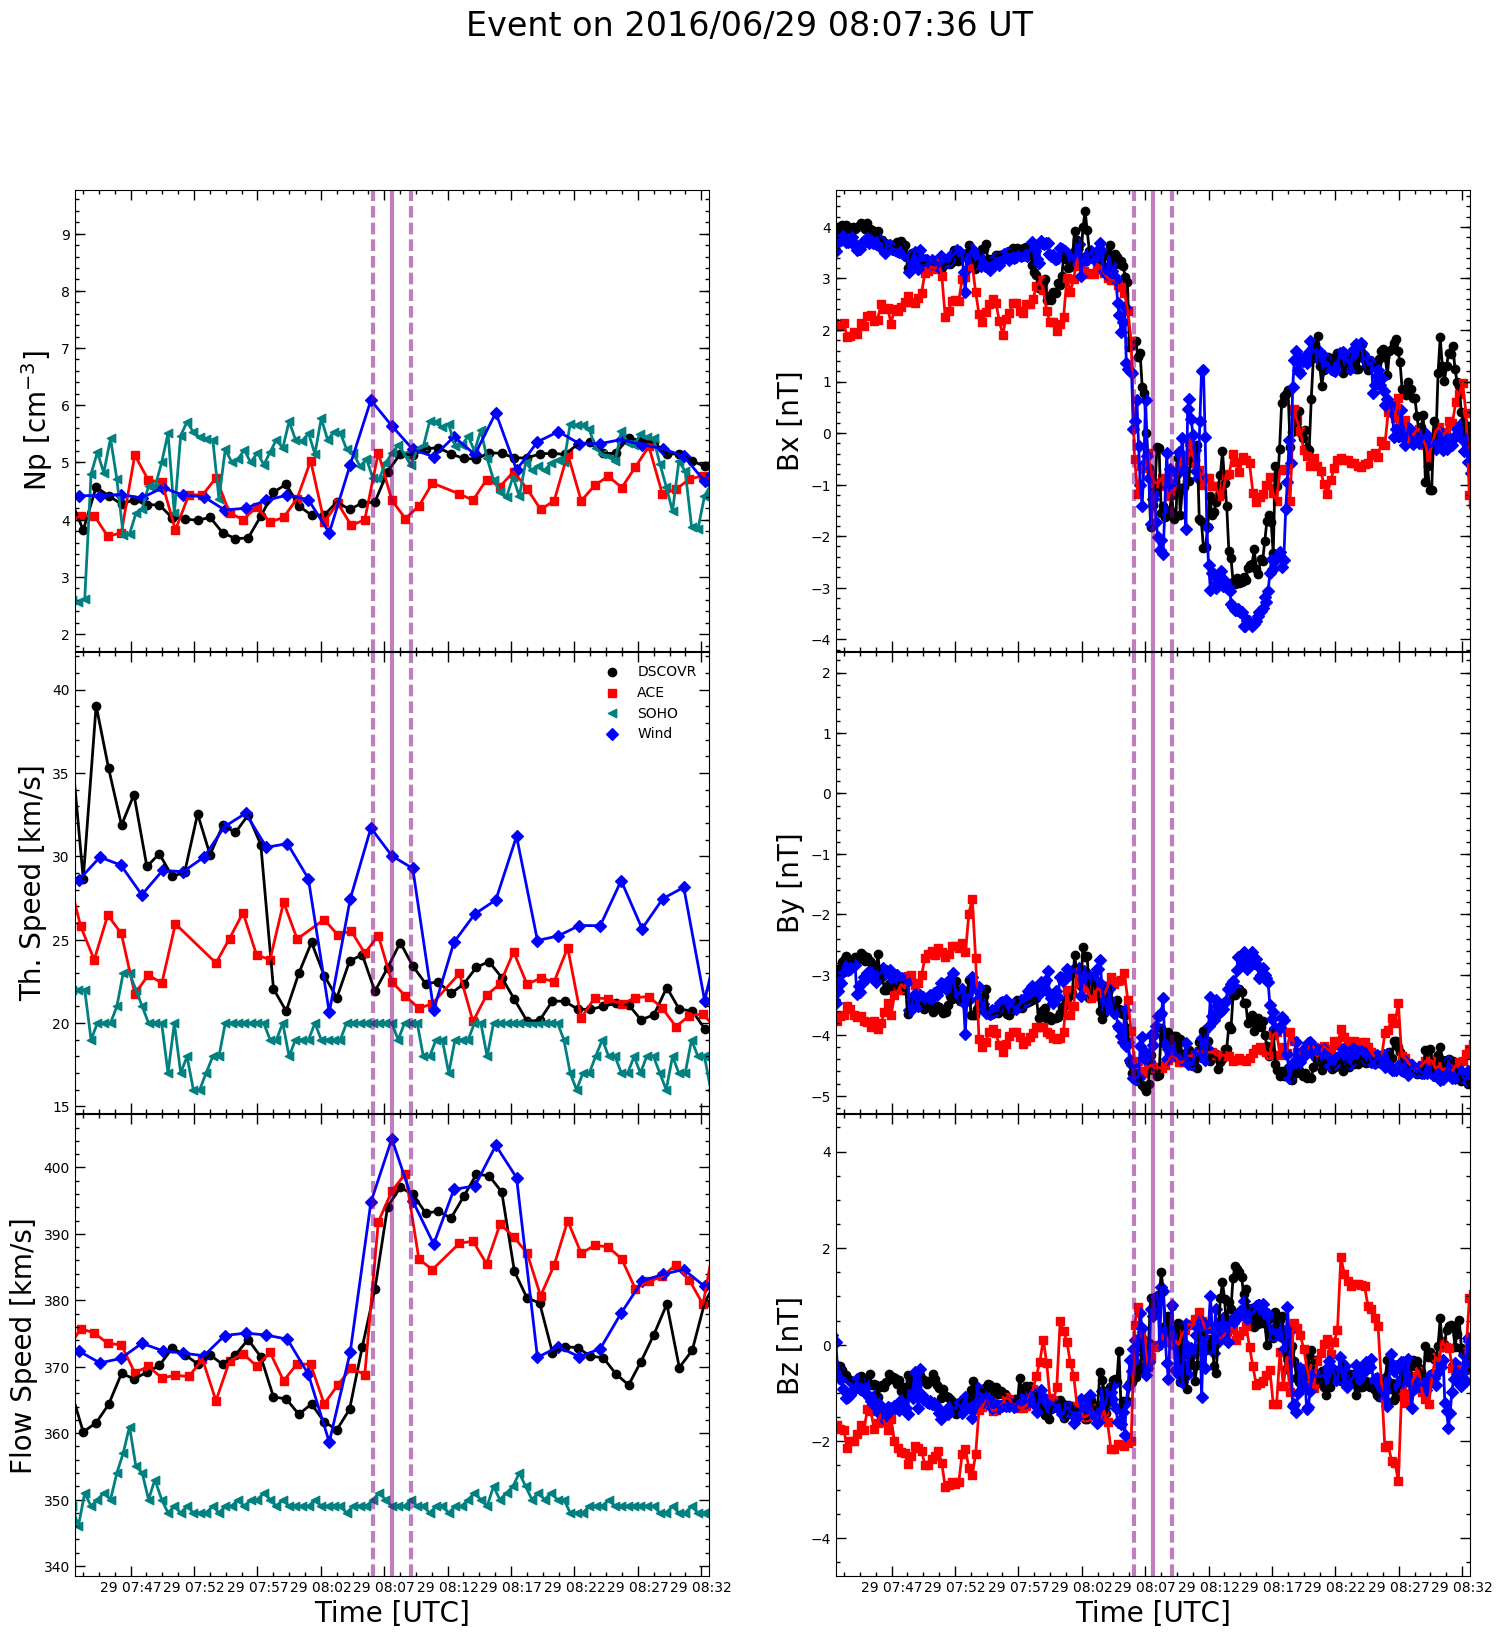 Event on 2016/06/29 08:07:36 UT
Np [cm⁻³]
9
8
7
6
5
4
3
2
Th. Speed [km/s]
40
35
30
25
20
15
DSCOVR
ACE
SOHO
Wind
Flow Speed [km/s]
400
390
380
370
360
350
340
29 07:47 29 07:52 29 07:57 29 08:02 29 08:07 29 08:12 29 08:17 29 08:22 29 08:27 29 08:32
Time [UTC]
Bx [nT]
4
3
2
1
0
−1
−2
−3
−4
By [nT]
2
1
0
−1
−2
−3
−4
−5
Bz [nT]
4
2
0
−2
−4
29 07:47 29 07:52 29 07:57 29 08:02 29 08:07 29 08:12 29 08:17 29 08:22 29 08:27 29 08:32
Time [UTC]